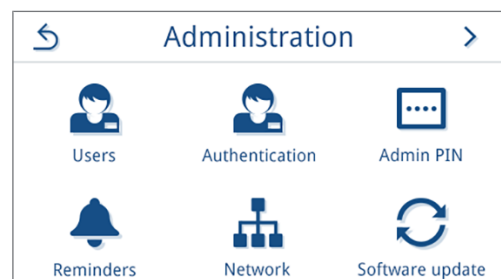 Administration
Users Authentication Admin PIN
Reminders Network Software update